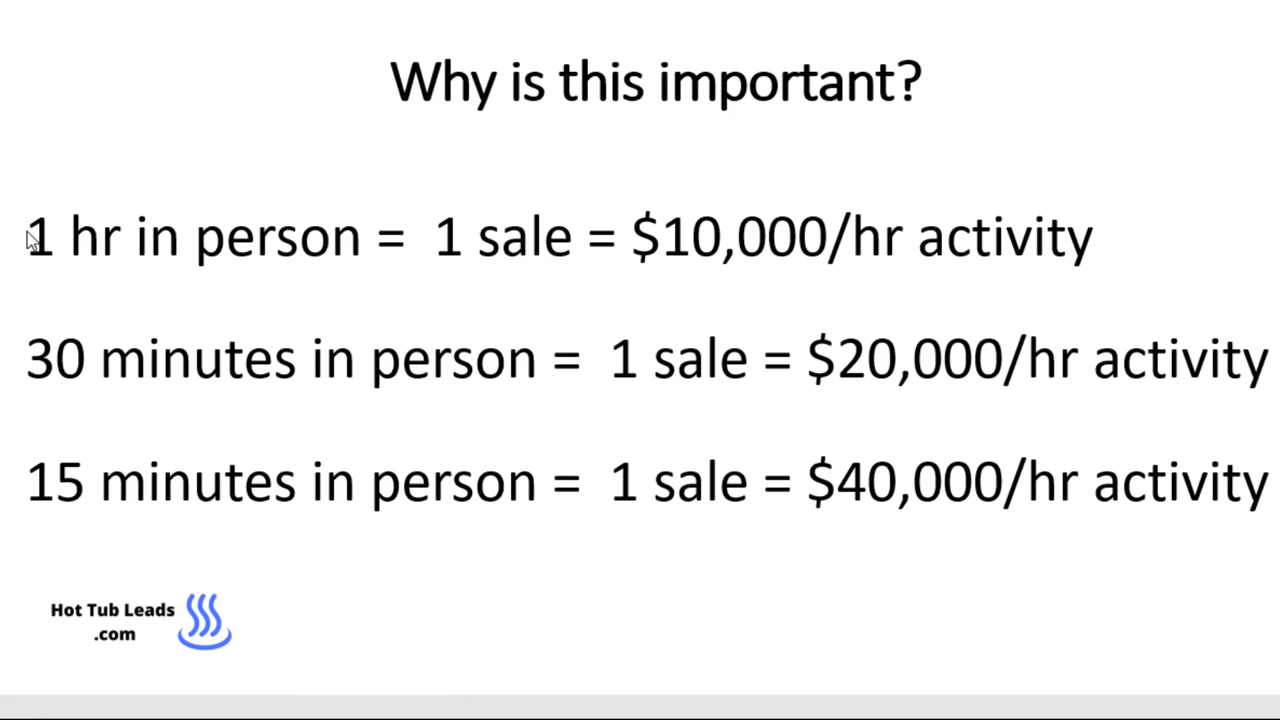 Why is this important?
1 hr in person = 1 sale = $10,000/hr activity
30 minutes in person = 1 sale = $20,000/hr activity
15 minutes in person = 1 sale = $40,000/hr activity
Hot Tub Leads
.com